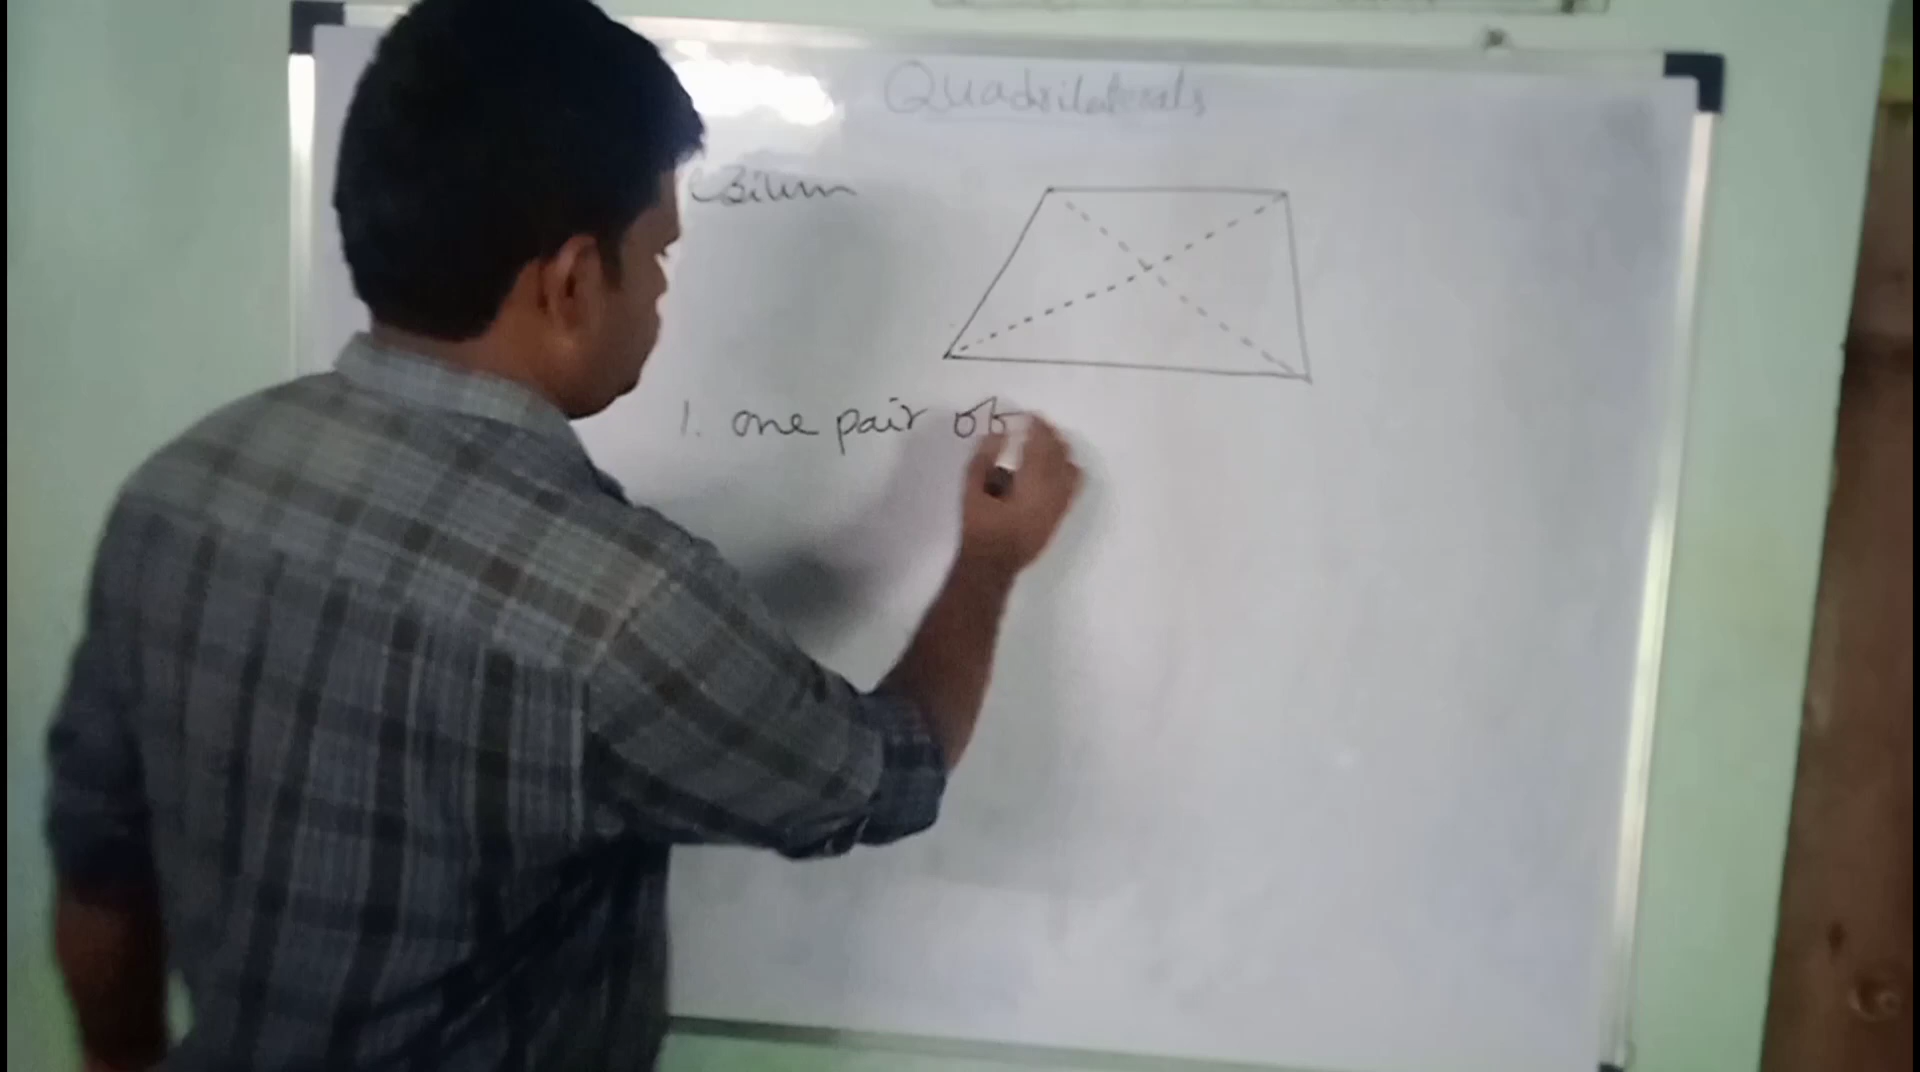 Quadrilaterals
1. one pair of